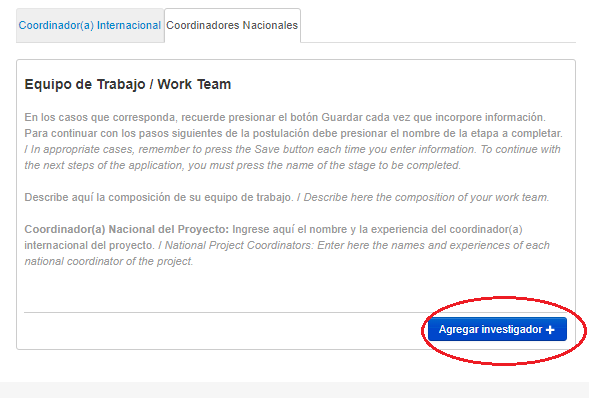 Coordinador(a) Internacional Coordinadores Nacionales
Equipo de Trabajo / Work Team
En los casos que corresponda, recuerde presionar el botón Guardar cada vez que incorpore información.
Para continuar con los pasos siguientes de la postulación debe presionar el nombre de la etapa a completar.
/ In appropriate cases, remember to press the Save button each time you enter information. To continue with
the next steps of the application, you must press the name of the stage to be completed.
Describe aquí la composición de su equipo de trabajo. / Describe here the composition of your work team.
Coordinador(a) Nacional del Proyecto: Ingrese aquí el nombre y la experiencia del coordinador(a)
internacional del proyecto. / National Project Coordinators: Enter here the names and experiences of each
national coordinator of the project.
Agregar investigador +